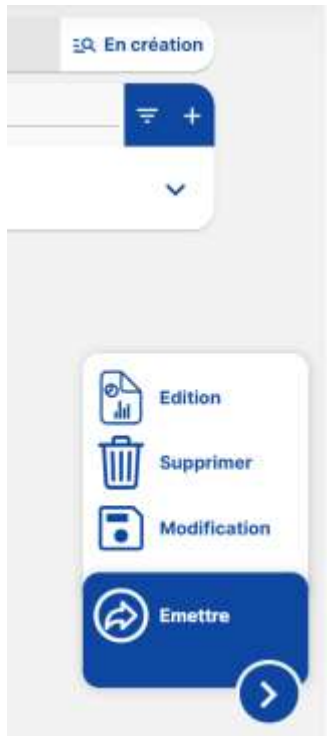 En création
Edition
Supprimer
Modification
Emettre